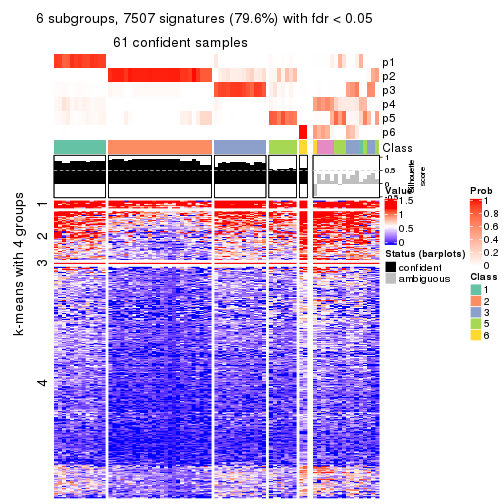 6 subgroups, 7507 signatures (79.6%) with fdr < 0.05
61 confident samples
p1
p2
p3
p4
p5
p6
Class
1
0.5
0
-0.5
Silhouette
score
k-means with 4 groups
1
2
3
4
Value
1.5
1
0.5
0
Status (barplots)
confident
ambiguous
Prob
1
0.8
0.6
0.4
0.2
0
Class
1
2
3
5
6